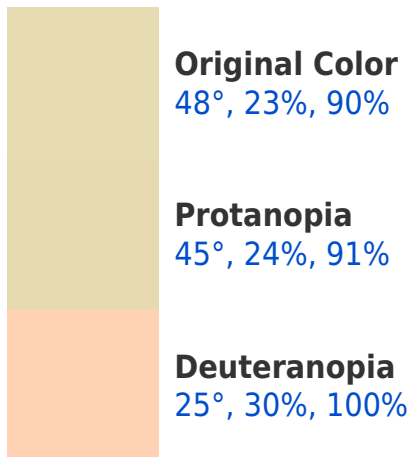 Original Color
48°, 23%, 90%
Protanopia
45°, 24%, 91%
Deuteranopia
25°, 30%, 100%